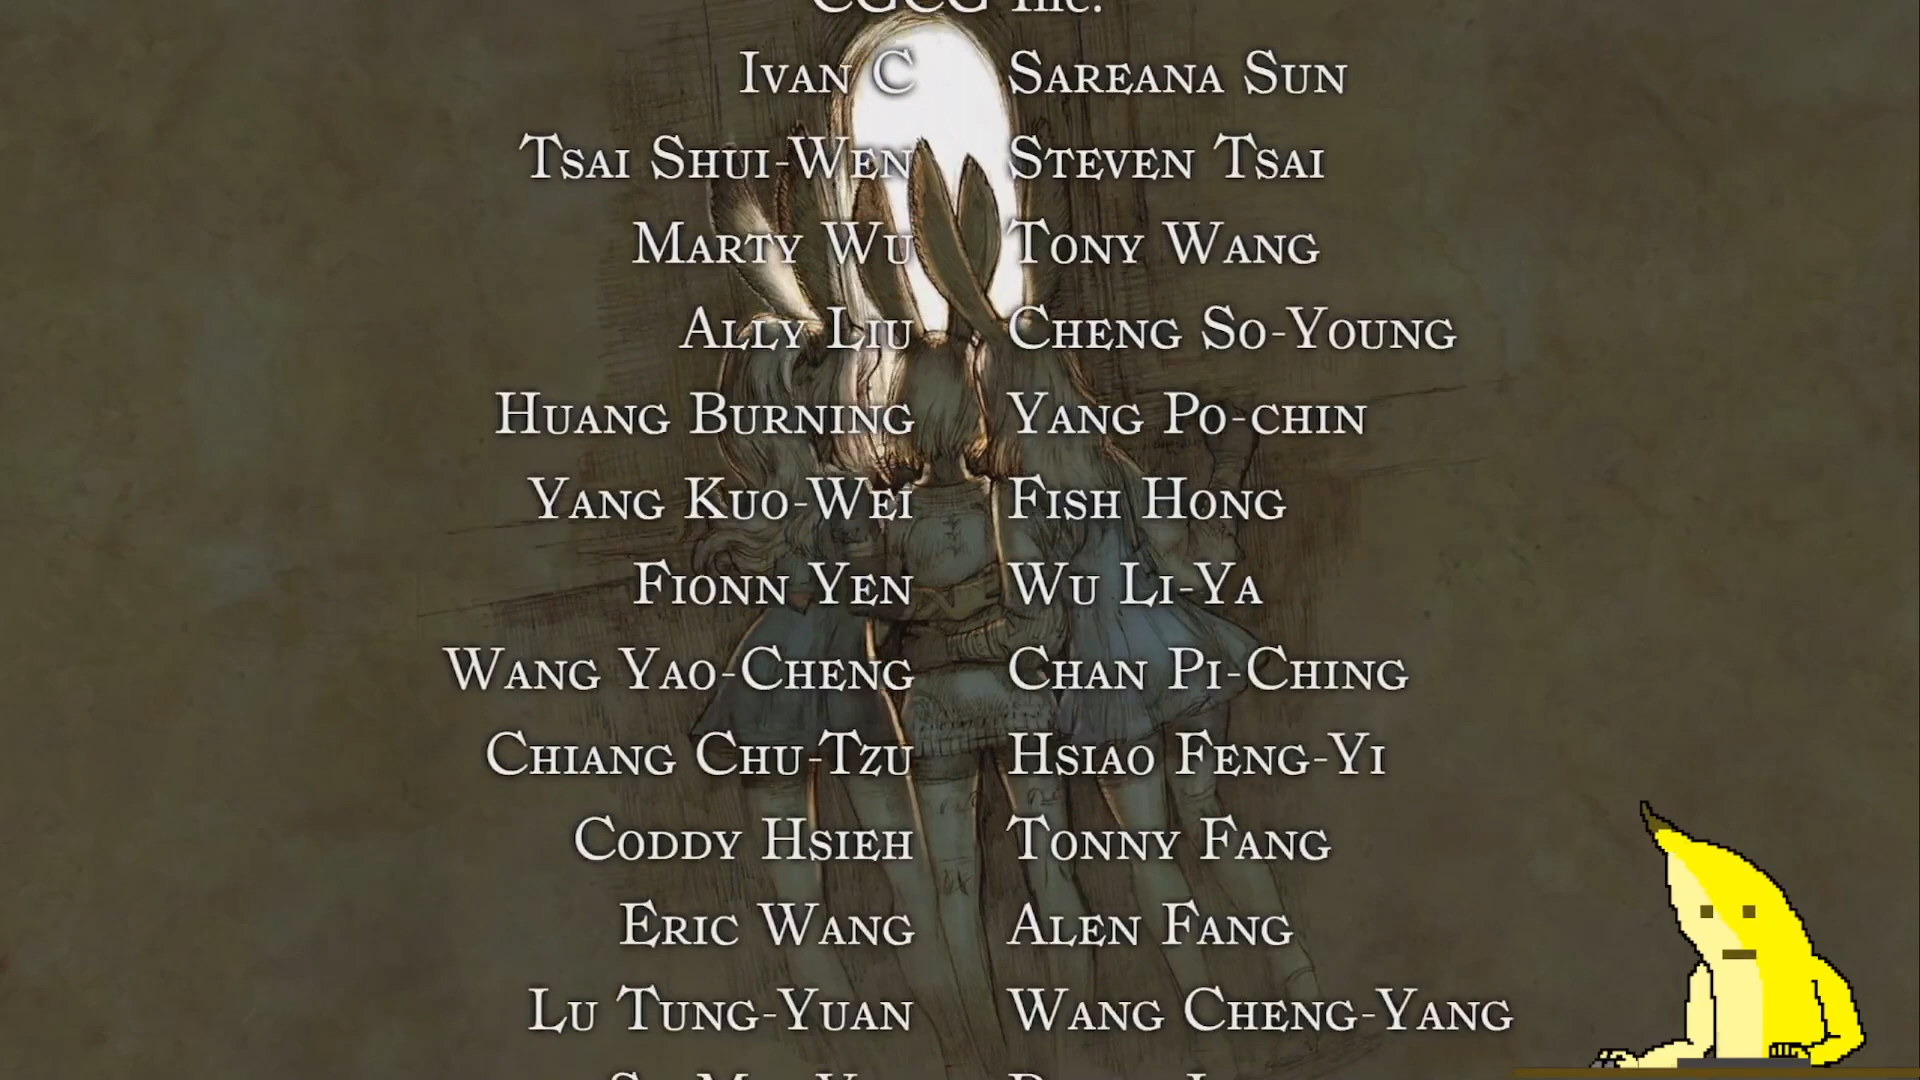 CGCG Inc.
Ivan C Sareana Sun
Tsai Shui-Wen Steven Tsai
Marty Wu Tony Wang
Ally Liu Cheng So-Young
Huang Burning Yang Po-chin
Yang Kuo-Wei Fish Hong
Fionn Yen Wu Li-Ya
Wang Yao-Cheng Chan Pi-Ching
Chiang Chu-Tzu Hsiao Feng-Yi
Coddy Hsieh Tonny Fang
Eric Wang Alen Fang
Lu Tung-Yuan Wang Cheng-Yang